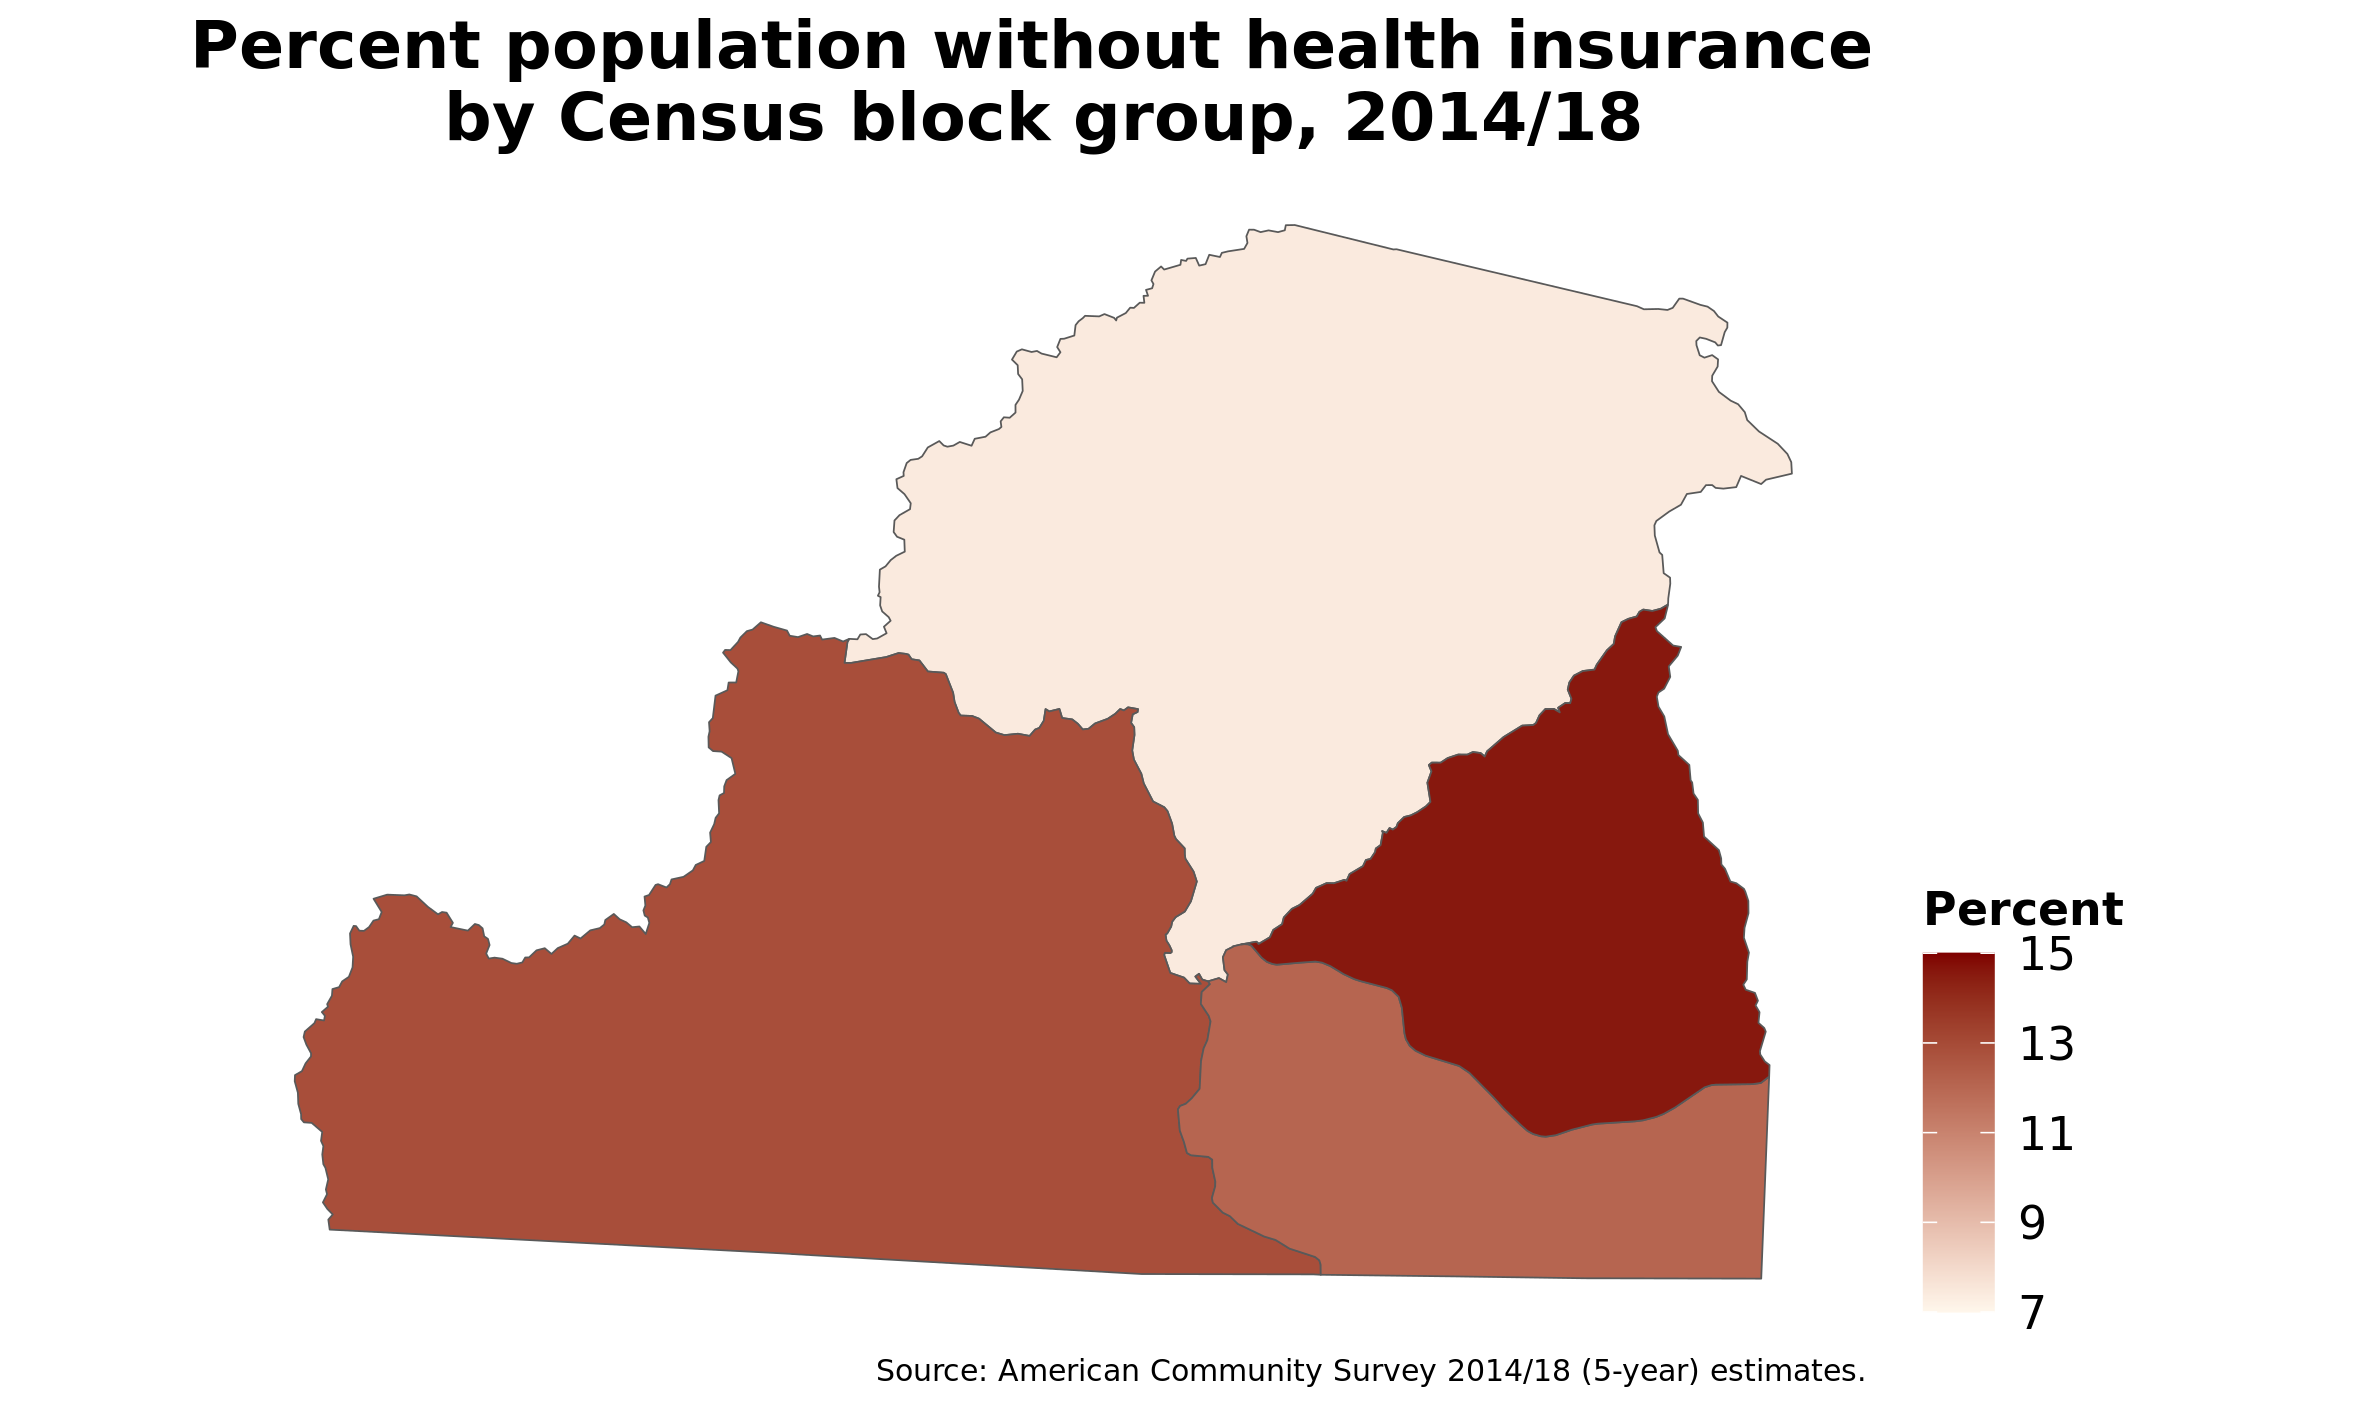 Percent population without health insurance
by Census block group, 2014/18
Percent
15
13
11
9
7
Source: American Community Survey 2014/18 (5-year) estimates.